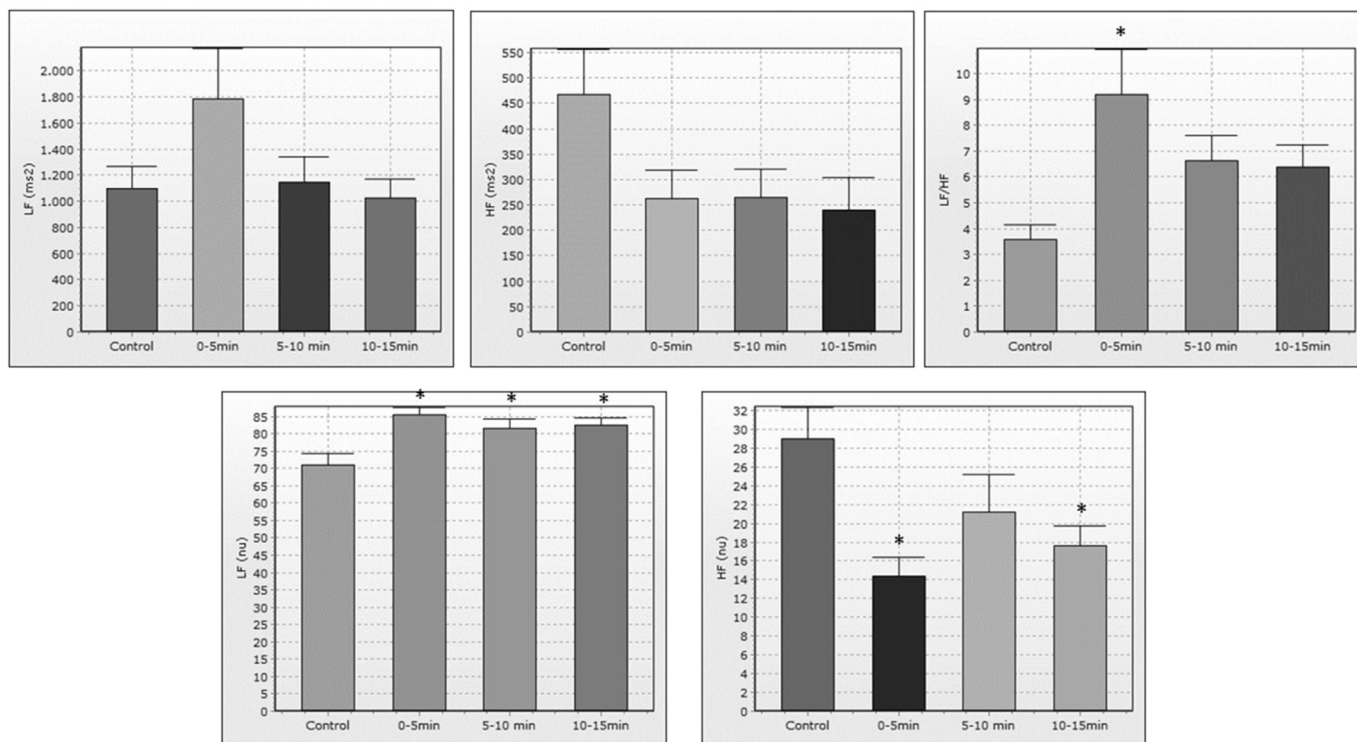 LF (ms2)
2.000
1.800
1.600
1.400
1.200
1.000
800
600
400
200
0
Control
0-5min
5-10 min
10-15min
HF (ms2)
550
500
450
400
350
300
250
200
150
100
50
0
Control
0-5min
5-10 min
10-15min
*
LF/HF
10
9
8
7
6
5
4
3
2
1
0
Control
0-5min
5-10 min
10-15min
* * *
LF (nu)
85
80
75
70
65
60
55
50
45
40
35
30
25
20
15
10
5
0
Control
0-5min
5-10 min
10-15min
HF (nu)
32
30
28
26
24
22
20
18
16
14
12
10
8
6
4
2
0
*
*
Control
0-5min
5-10 min
10-15min